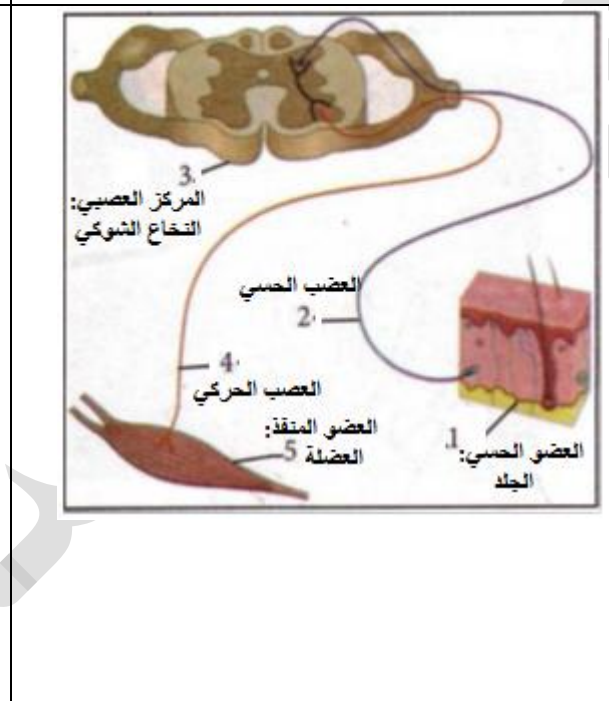 3.
المركز العصبي:
النخاع الشوكي
العضب الحسي
2.
4.
العصب الحركي
العضو المنفذ:
العضلة 5
1. العضو الحسي:
الجلد